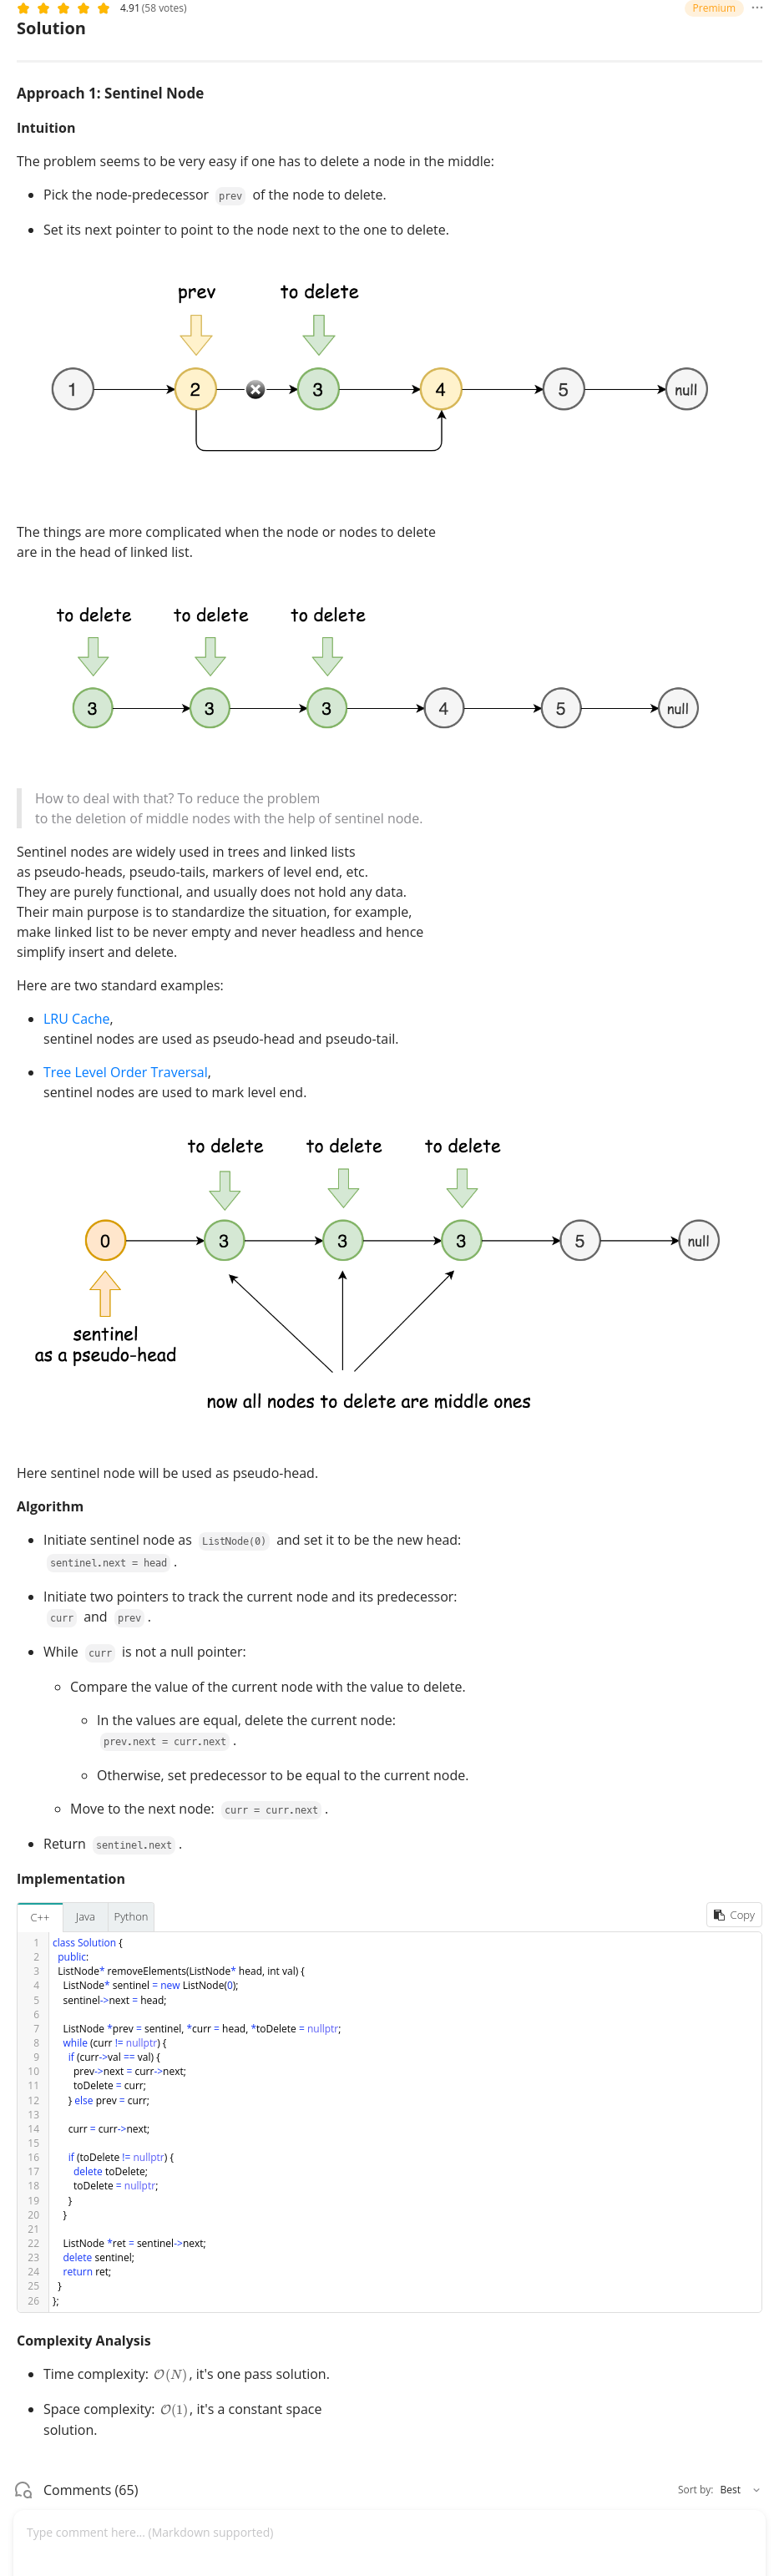 4.91 (58 votes)
Premium
Solution
Approach 1: Sentinel Node
Intuition
The problem seems to be very easy if one has to delete a node in the middle:
Pick the node-predecessor prev of the node to delete.
Set its next pointer to point to the node next to the one to delete.
prev to delete
1 2 3 4 5 null
The things are more complicated when the node or nodes to delete
are in the head of linked list.
to delete to delete to delete
3 3 3 4 5 null
How to deal with that? To reduce the problem
to the deletion of middle nodes with the help of sentinel node.
Sentinel nodes are widely used in trees and linked lists
as pseudo-heads, pseudo-tails, markers of level end, etc.
They are purely functional, and usually does not hold any data.
Their main purpose is to standardize the situation, for example,
make linked list to be never empty and never headless and hence
simplify insert and delete.
Here are two standard examples:
LRU Cache,
sentinel nodes are used as pseudo-head and pseudo-tail.
Tree Level Order Traversal,
sentinel nodes are used to mark level end.
to delete to delete to delete
0 3 3 3 5 null
sentinel
as a pseudo-head
now all nodes to delete are middle ones
Here sentinel node will be used as pseudo-head.
Algorithm
Initiate sentinel node as ListNode(0) and set it to be the new head:
sentinel.next = head .
Initiate two pointers to track the current node and its predecessor:
curr and prev .
While curr is not a null pointer:
Compare the value of the current node with the value to delete.
In the values are equal, delete the current node:
prev.next = curr.next .
Otherwise, set predecessor to be equal to the current node.
Move to the next node: curr = curr.next .
Return sentinel.next .
Implementation
C++ Java Python Copy
1 class Solution {
2 public:
3 ListNode* removeElements(ListNode* head, int val) {
4 ListNode* sentinel = new ListNode(0);
5 sentinel->next = head;
6
7 ListNode *prev = sentinel, *curr = head, *toDelete = nullptr;
8 while (curr != nullptr) {
9 if (curr->val == val) {
10 prev->next = curr->next;
11 toDelete = curr;
12 } else prev = curr;
13
14 curr = curr->next;
15
16 if (toDelete != nullptr) {
17 delete toDelete;
18 toDelete = nullptr;
19 }
20 }
21
22 ListNode *ret = sentinel->next;
23 delete sentinel;
24 return ret;
25 }
26 };
Complexity Analysis
Time complexity: O(N), it's one pass solution.
Space complexity: O(1), it's a constant space
solution.
Comments (65)
Sort by: Best
Type comment here... (Markdown supported)